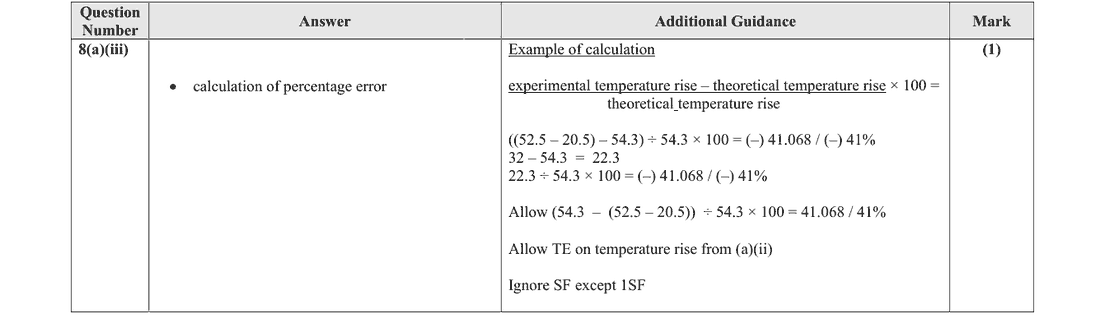 Question Number
Answer
Additional Guidance
Mark
8(a)(iii)
Example of calculation
(1)
• calculation of percentage error
experimental temperature rise – theoretical temperature rise × 100 =
theoretical temperature rise
((52.5 – 20.5) – 54.3) ÷ 54.3 × 100 = (–) 41.068 / (–) 41%
32 – 54.3 = 22.3
22.3 ÷ 54.3 × 100 = (–) 41.068 / (–) 41%
Allow (54.3 – (52.5 – 20.5)) ÷ 54.3 × 100 = 41.068 / 41%
Allow TE on temperature rise from (a)(ii)
Ignore SF except 1SF